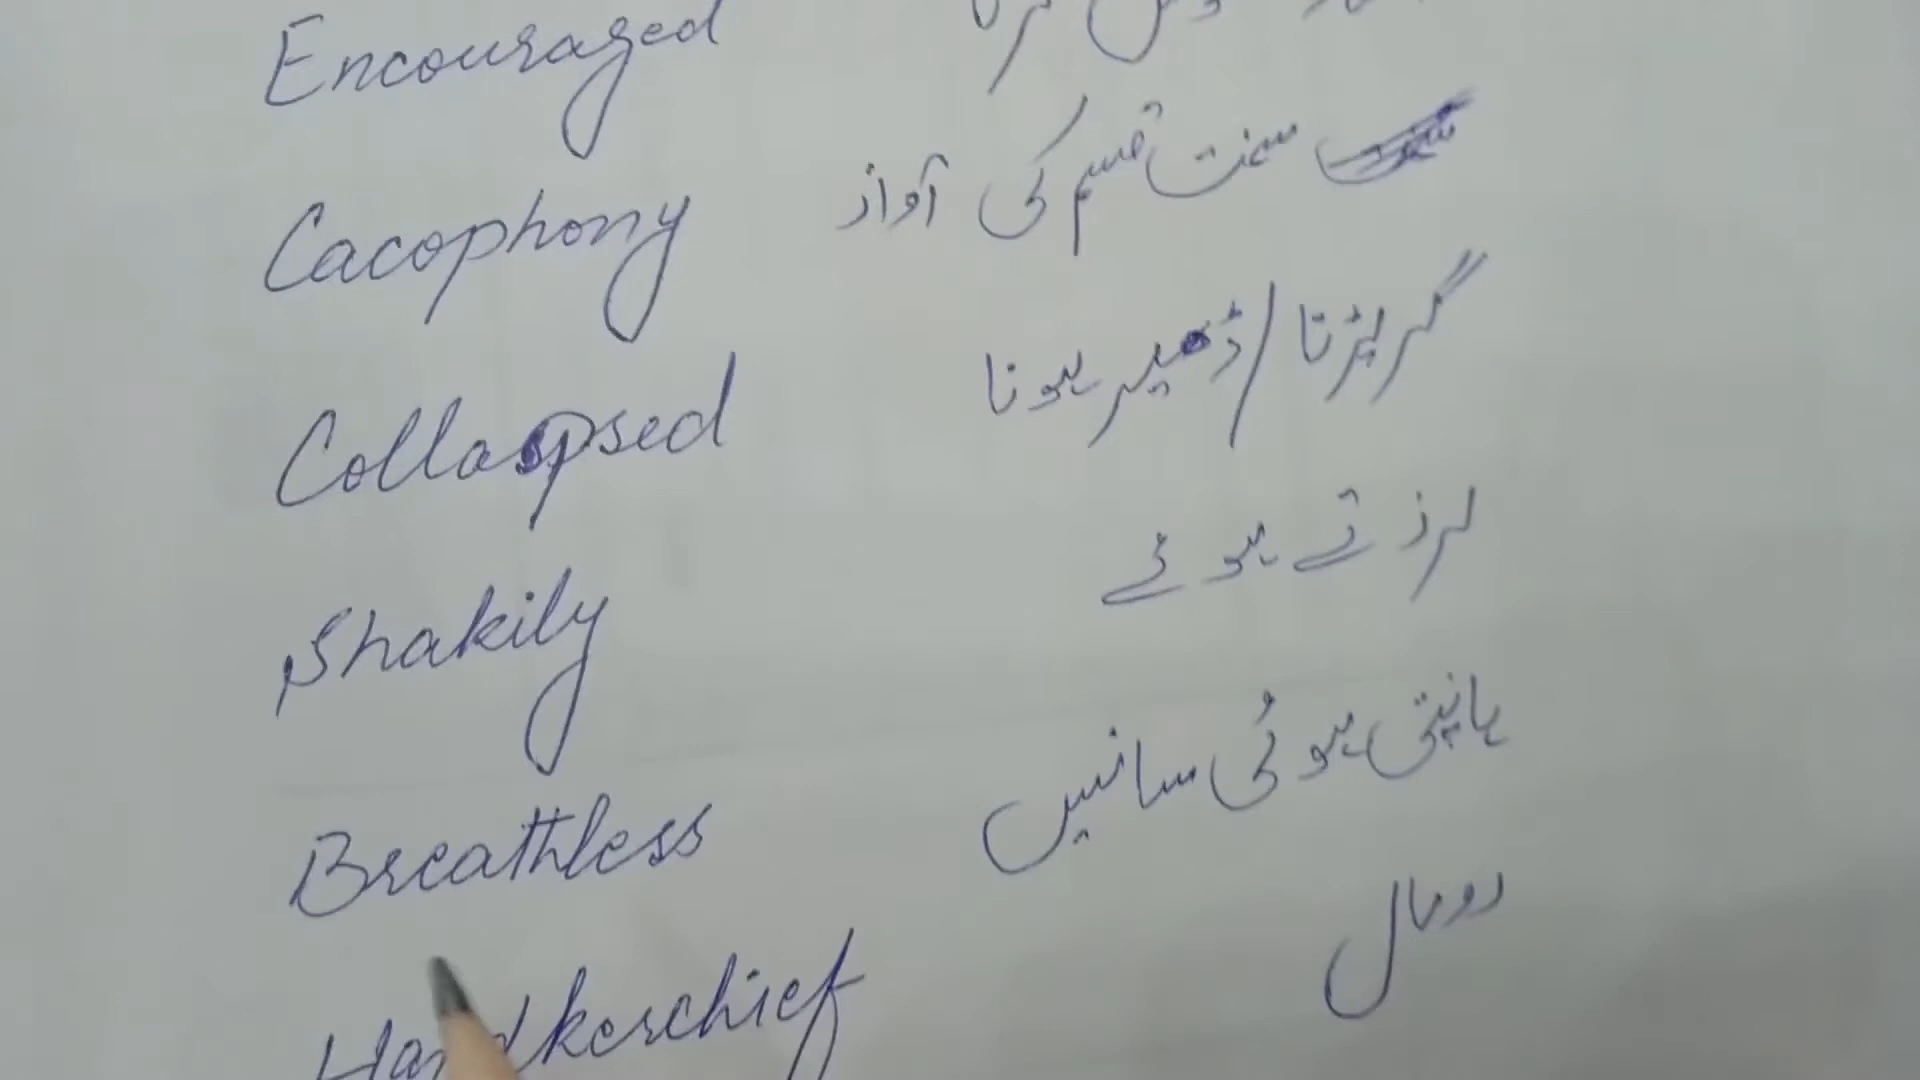 Encouraged
Cacophony سخت قسم کی آواز
Collapsed گر پڑنا / ڈھیر ہونا
Shakily لرزتے ہوئے
Breathless ہانپتی ہوئی سانسیں
Handkerchief رومال